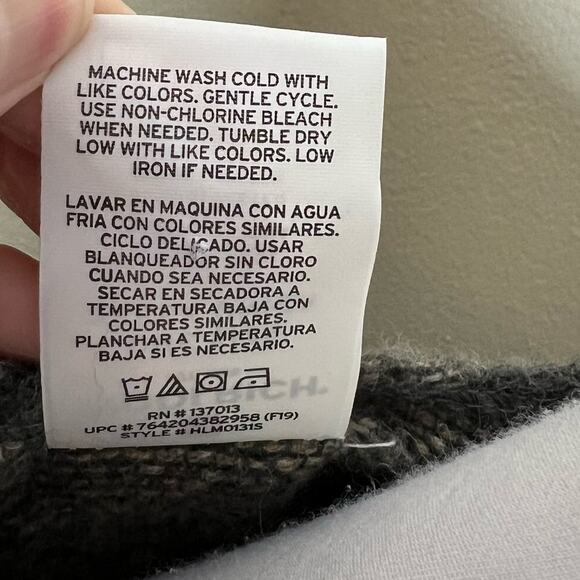 MACHINE WASH COLD WITH
LIKE COLORS. GENTLE CYCLE.
USE NON-CHLORINE BLEACH
WHEN NEEDED. TUMBLE DRY
LOW WITH LIKE COLORS. LOW
IRON IF NEEDED.
LAVAR EN MAQUINA CON AGUA
FRIA CON COLORES SIMILARES.
CICLO DELICADO. USAR
BLANQUEADOR SIN CLORO
CUANDO SEA NECESARIO.
SECAR EN SECADORA A
TEMPERATURA BAJA CON
COLORES SIMILARES.
PLANCHAR A TEMPERATURA
BAJA SI ES NECESARIO.
RN # 137013
UPC # 764204382958 (F19)
STYLE # HLM0131S